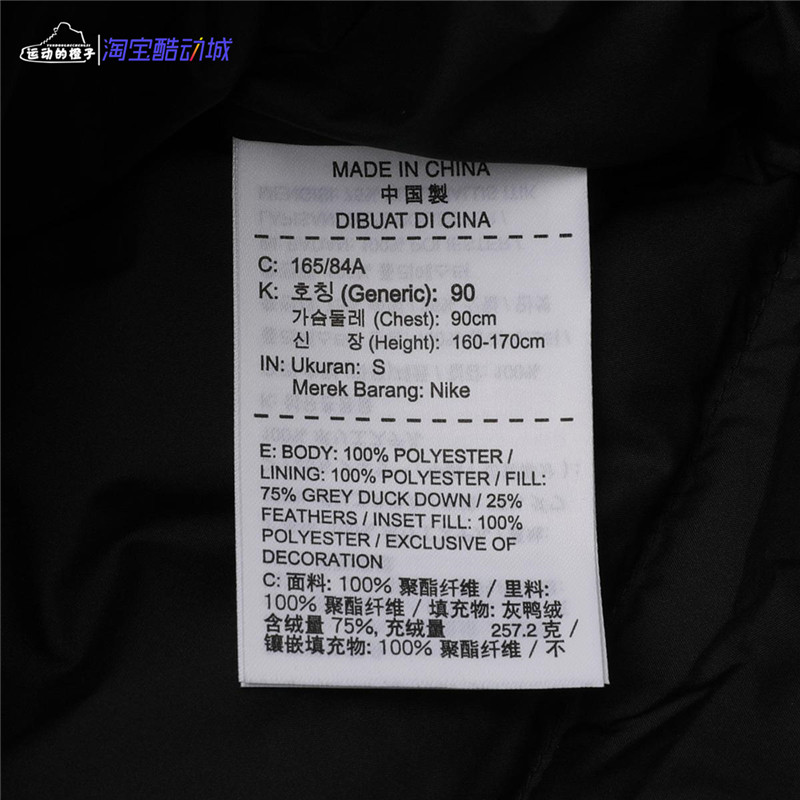 运动的橙子
淘宝酷动城
MADE IN CHINA
中国製
DIBUAT DI CINA
C: 165/84A
K: 호칭 (Generic): 90
가슴둘레 (Chest): 90cm
신 장 (Height): 160-170cm
IN: Ukuran: S
Merek Barang: Nike
E: BODY: 100% POLYESTER /
LINING: 100% POLYESTER / FILL:
75% GREY DUCK DOWN / 25%
FEATHERS / INSET FILL: 100%
POLYESTER / EXCLUSIVE OF
DECORATION
C: 面料: 100% 聚酯纤维 / 里料:
100% 聚酯纤维 / 填充物: 灰鸭绒
含绒量 75%, 充绒量 257.2 克 /
镶嵌填充物: 100% 聚酯纤维 / 不